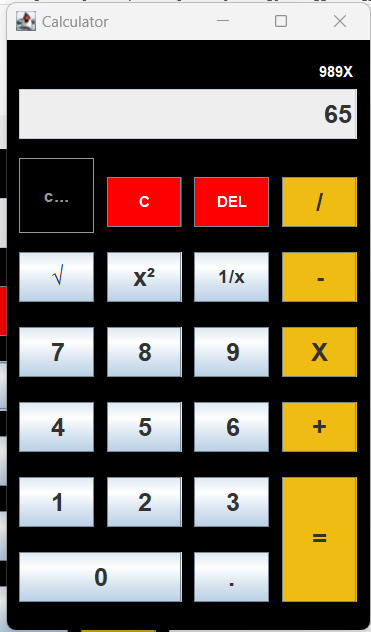 Calculator
989X
65
c...
C
DEL
/
√
x²
1/x
-
7
8
9
X
4
5
6
+
1
2
3
=
0
.